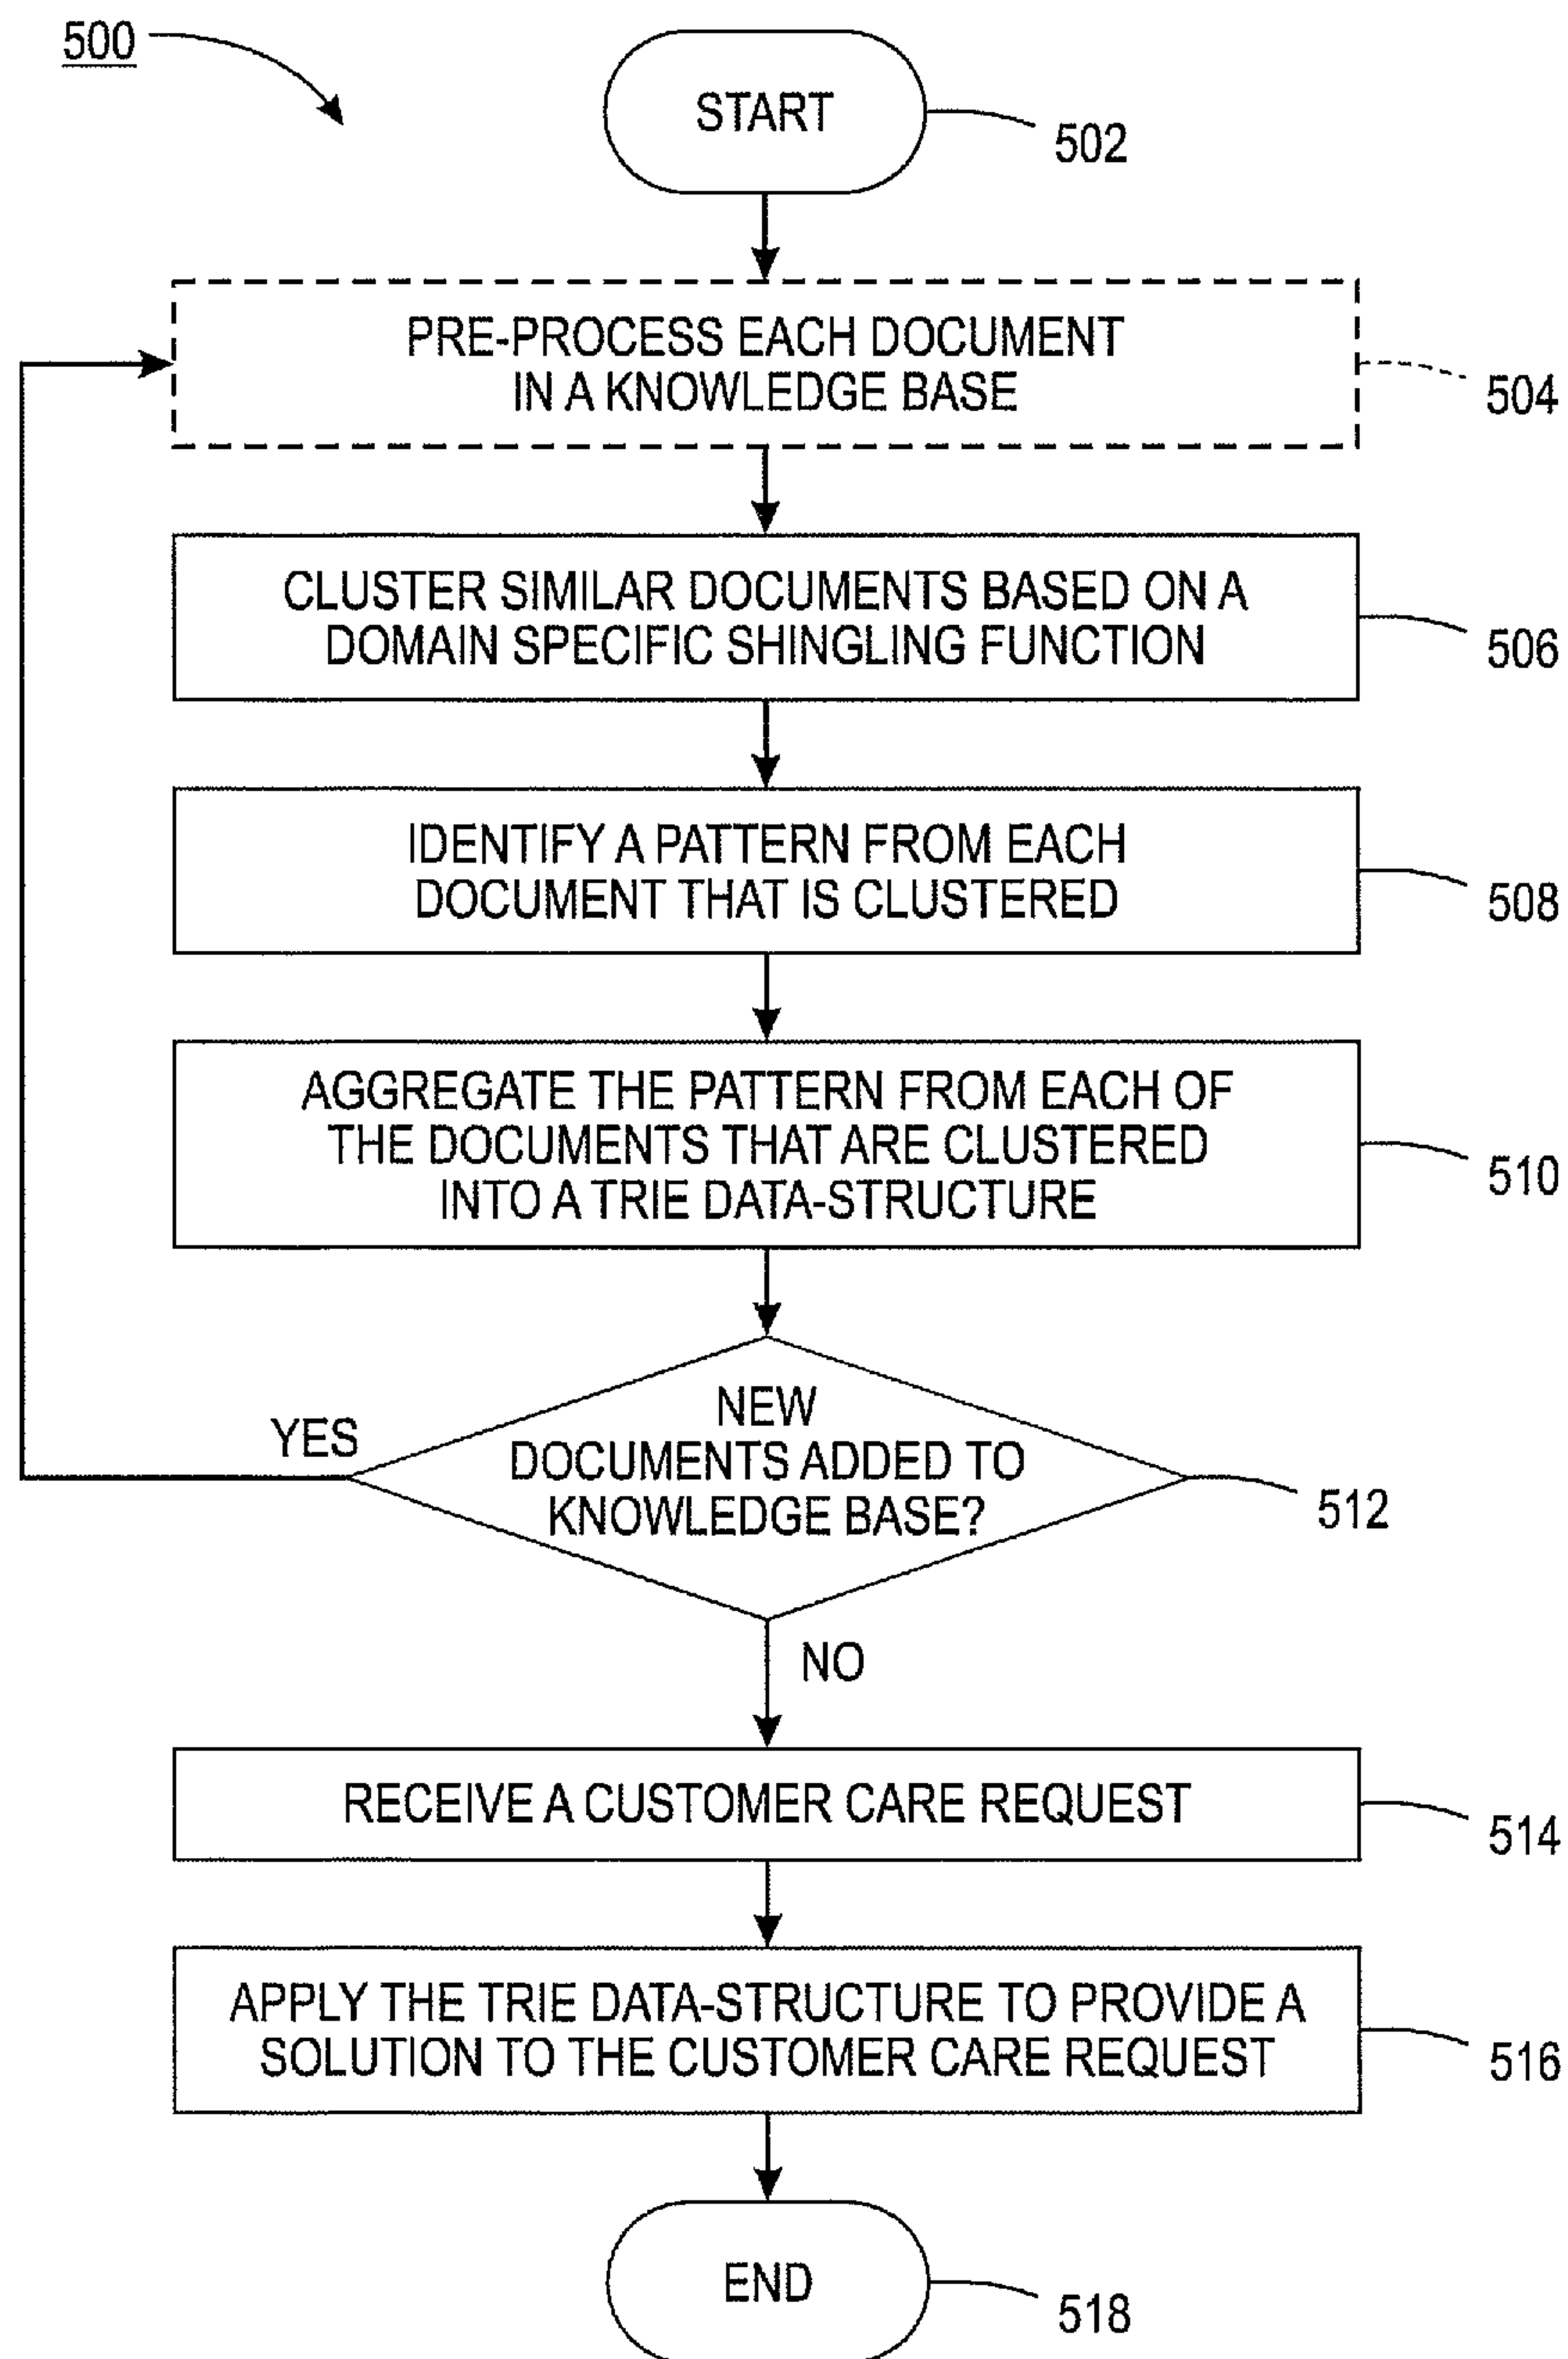 500
START
502
PRE-PROCESS EACH DOCUMENT
IN A KNOWLEDGE BASE
504
CLUSTER SIMILAR DOCUMENTS BASED ON A
DOMAIN SPECIFIC SHINGLING FUNCTION
506
IDENTIFY A PATTERN FROM EACH
DOCUMENT THAT IS CLUSTERED
508
AGGREGATE THE PATTERN FROM EACH OF
THE DOCUMENTS THAT ARE CLUSTERED
INTO A TRIE DATA-STRUCTURE
510
NEW
DOCUMENTS ADDED TO
KNOWLEDGE BASE?
YES
512
NO
RECEIVE A CUSTOMER CARE REQUEST
514
APPLY THE TRIE DATA-STRUCTURE TO PROVIDE A
SOLUTION TO THE CUSTOMER CARE REQUEST
516
END
518